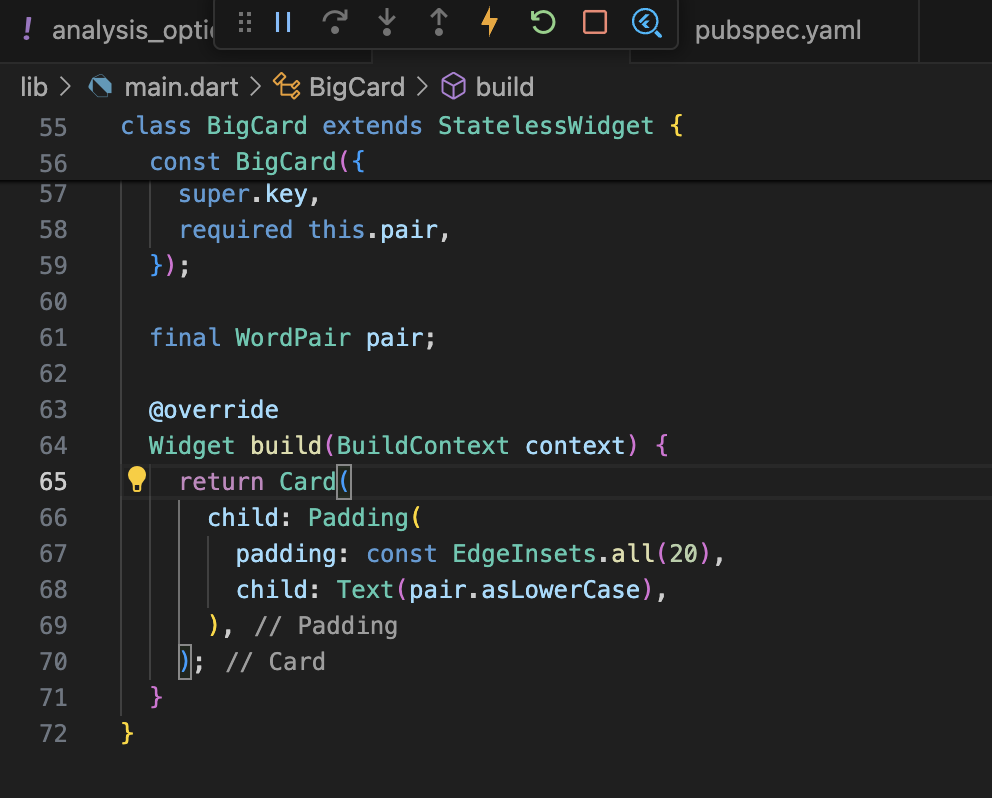 ! analysis_optic pubspec.yaml
lib > main.dart > BigCard > build
55 class BigCard extends StatelessWidget {
56   const BigCard({
57     super.key,
58     required this.pair,
59   });
60
61   final WordPair pair;
62
63   @override
64   Widget build(BuildContext context) {
65     return Card(
66       child: Padding(
67         padding: const EdgeInsets.all(20),
68         child: Text(pair.asLowerCase),
69       ), // Padding
70     ); // Card
71   }
72 }